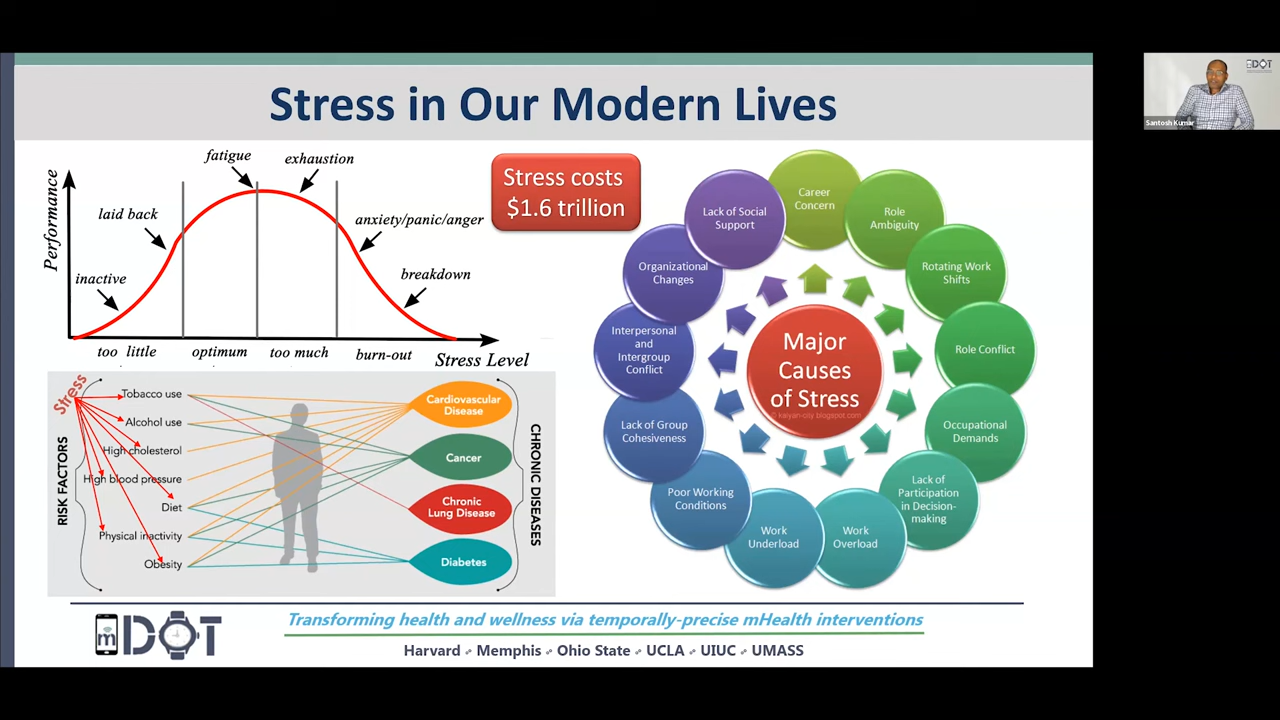 Stress in Our Modern Lives
Performance
inactive
laid back
fatigue
exhaustion
anxiety/panic/anger
breakdown
too little
optimum
too much
burn-out
Stress Level
Stress costs
$1.6 trillion
Stress
RISK FACTORS
Tobacco use
Alcohol use
High cholesterol
High blood pressure
Diet
Physical inactivity
Obesity
Cardiovascular
Disease
Cancer
Chronic
Lung Disease
Diabetes
CHRONIC DISEASES
Major
Causes
of Stress
© kalyan-city.blogspot.com
Career
Concern
Role
Ambiguity
Rotating Work
Shifts
Role Conflict
Occupational
Demands
Lack of
Participation
in Decision-
making
Work
Overload
Work
Underload
Poor Working
Conditions
Lack of Group
Cohesiveness
Interpersonal
and
Intergroup
Conflict
Organizational
Changes
Lack of Social
Support
mDOT
Transforming health and wellness via temporally-precise mHealth interventions
Harvard Memphis Ohio State UCLA UIUC UMASS
mDOT
Santosh Kumar